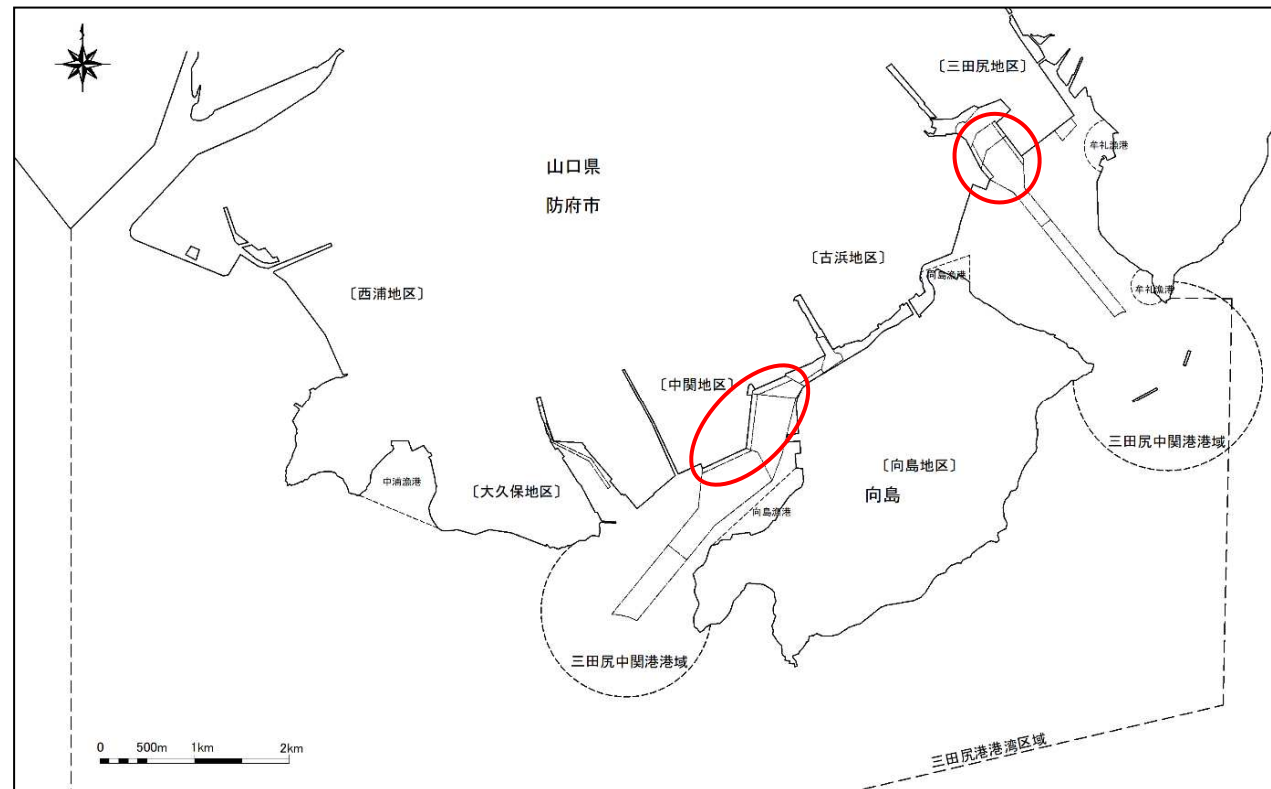 〔三田尻地区〕
牟礼漁港
山口県
防府市
〔古浜地区〕
向島漁港
牟礼漁港
〔西浦地区〕
〔中関地区〕
三田尻中関港港域
〔向島地区〕
向島
中浦漁港
〔大久保地区〕
向島漁港
三田尻中関港港域
三田尻港港湾区域
0 500m 1km 2km